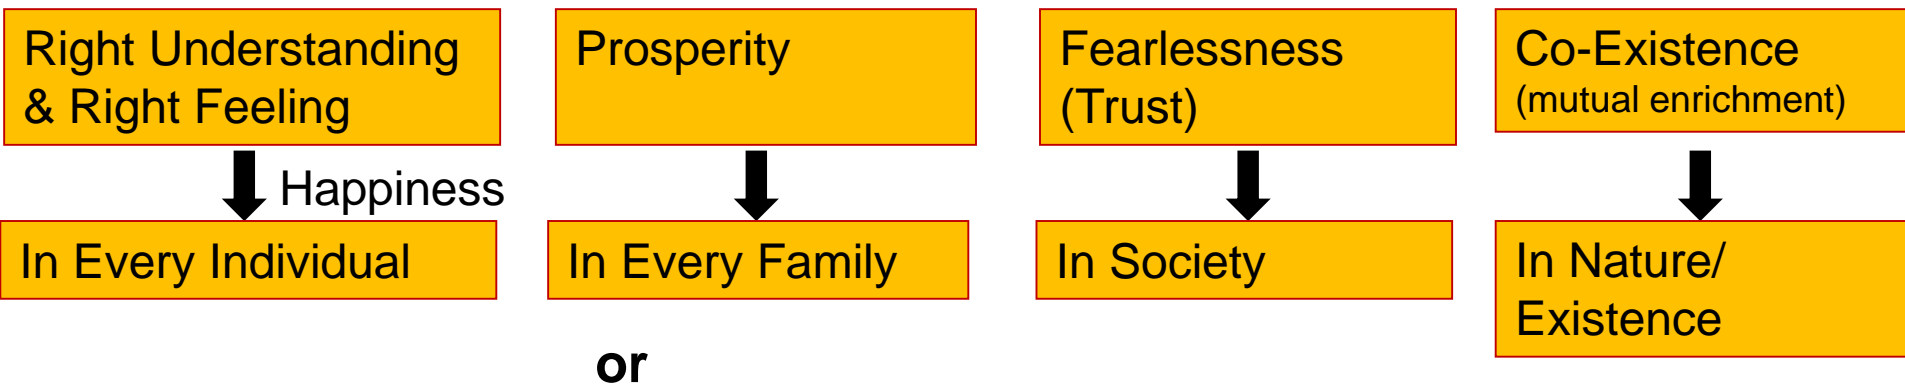 Right Understanding
& Right Feeling
Prosperity
Fearlessness
(Trust)
Co-Existence
(mutual enrichment)
Happiness
In Every Individual
In Every Family
In Society
In Nature/
Existence
or